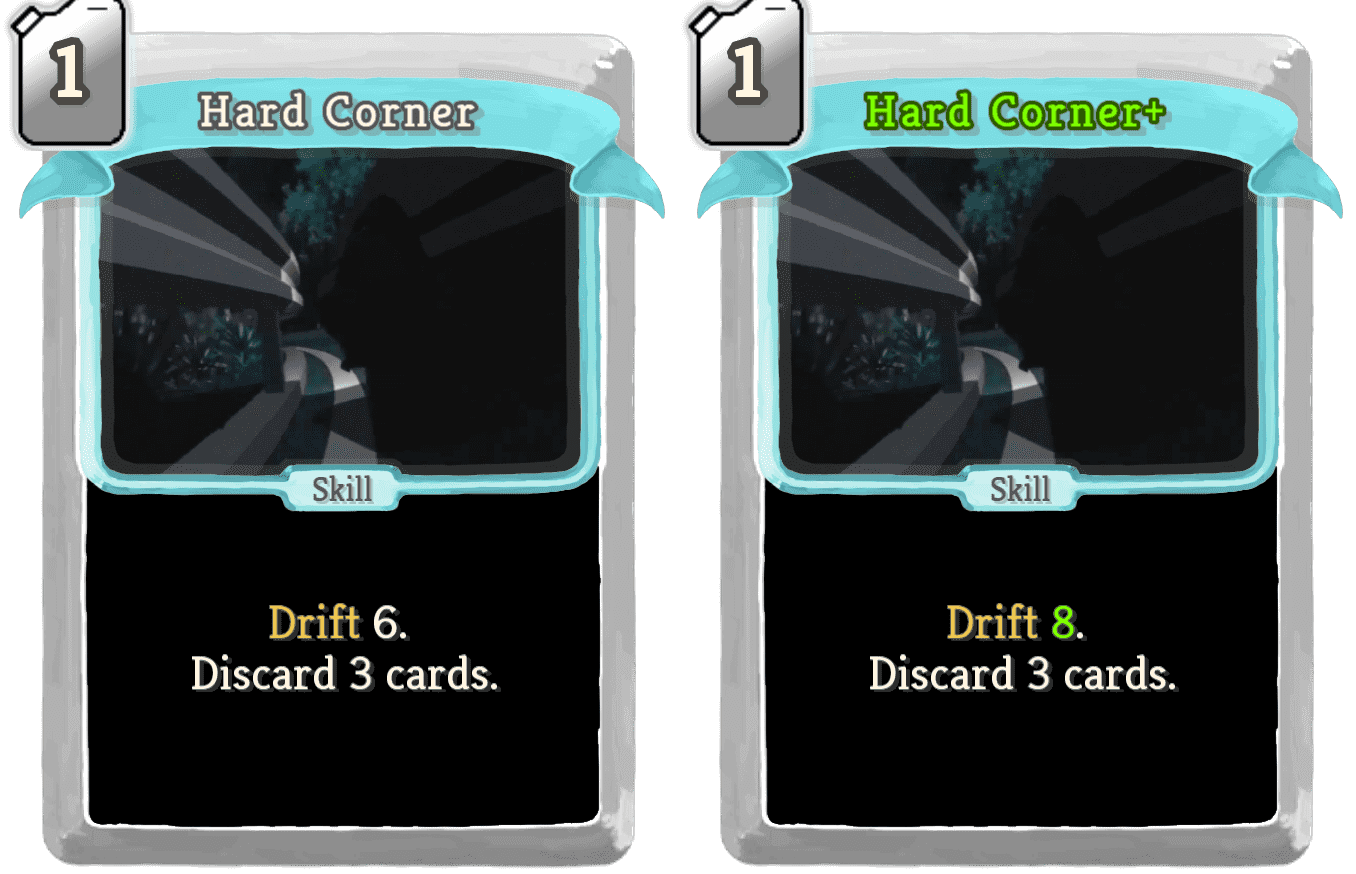 1
Hard Corner
Skill
Drift 6.
Discard 3 cards.
1
Hard Corner+
Skill
Drift 8.
Discard 3 cards.